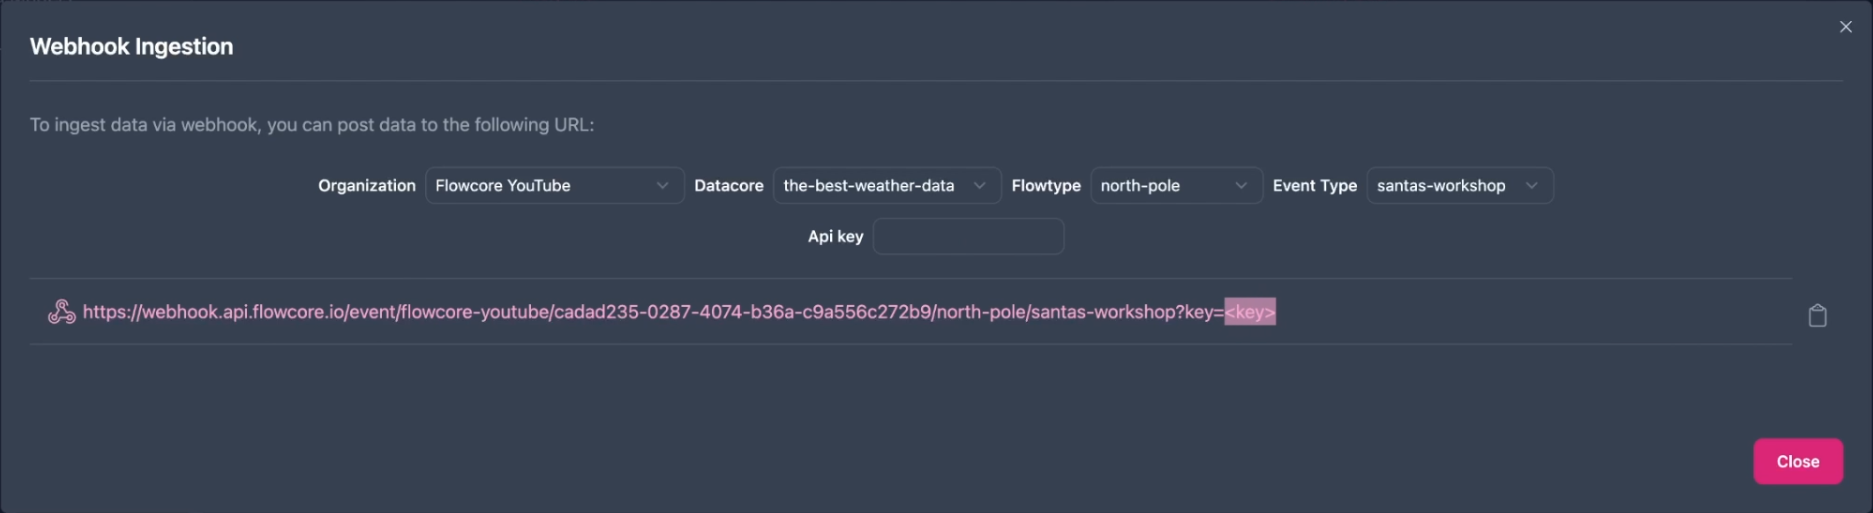 Webhook Ingestion
To ingest data via webhook, you can post data to the following URL:
Organization Flowcore YouTube Datacore the-best-weather-data Flowtype north-pole Event Type santas-workshop
Api key
https://webhook.api.flowcore.io/event/flowcore-youtube/cadad235-0287-4074-b36a-c9a556c272b9/north-pole/santas-workshop?key=<key>
Close